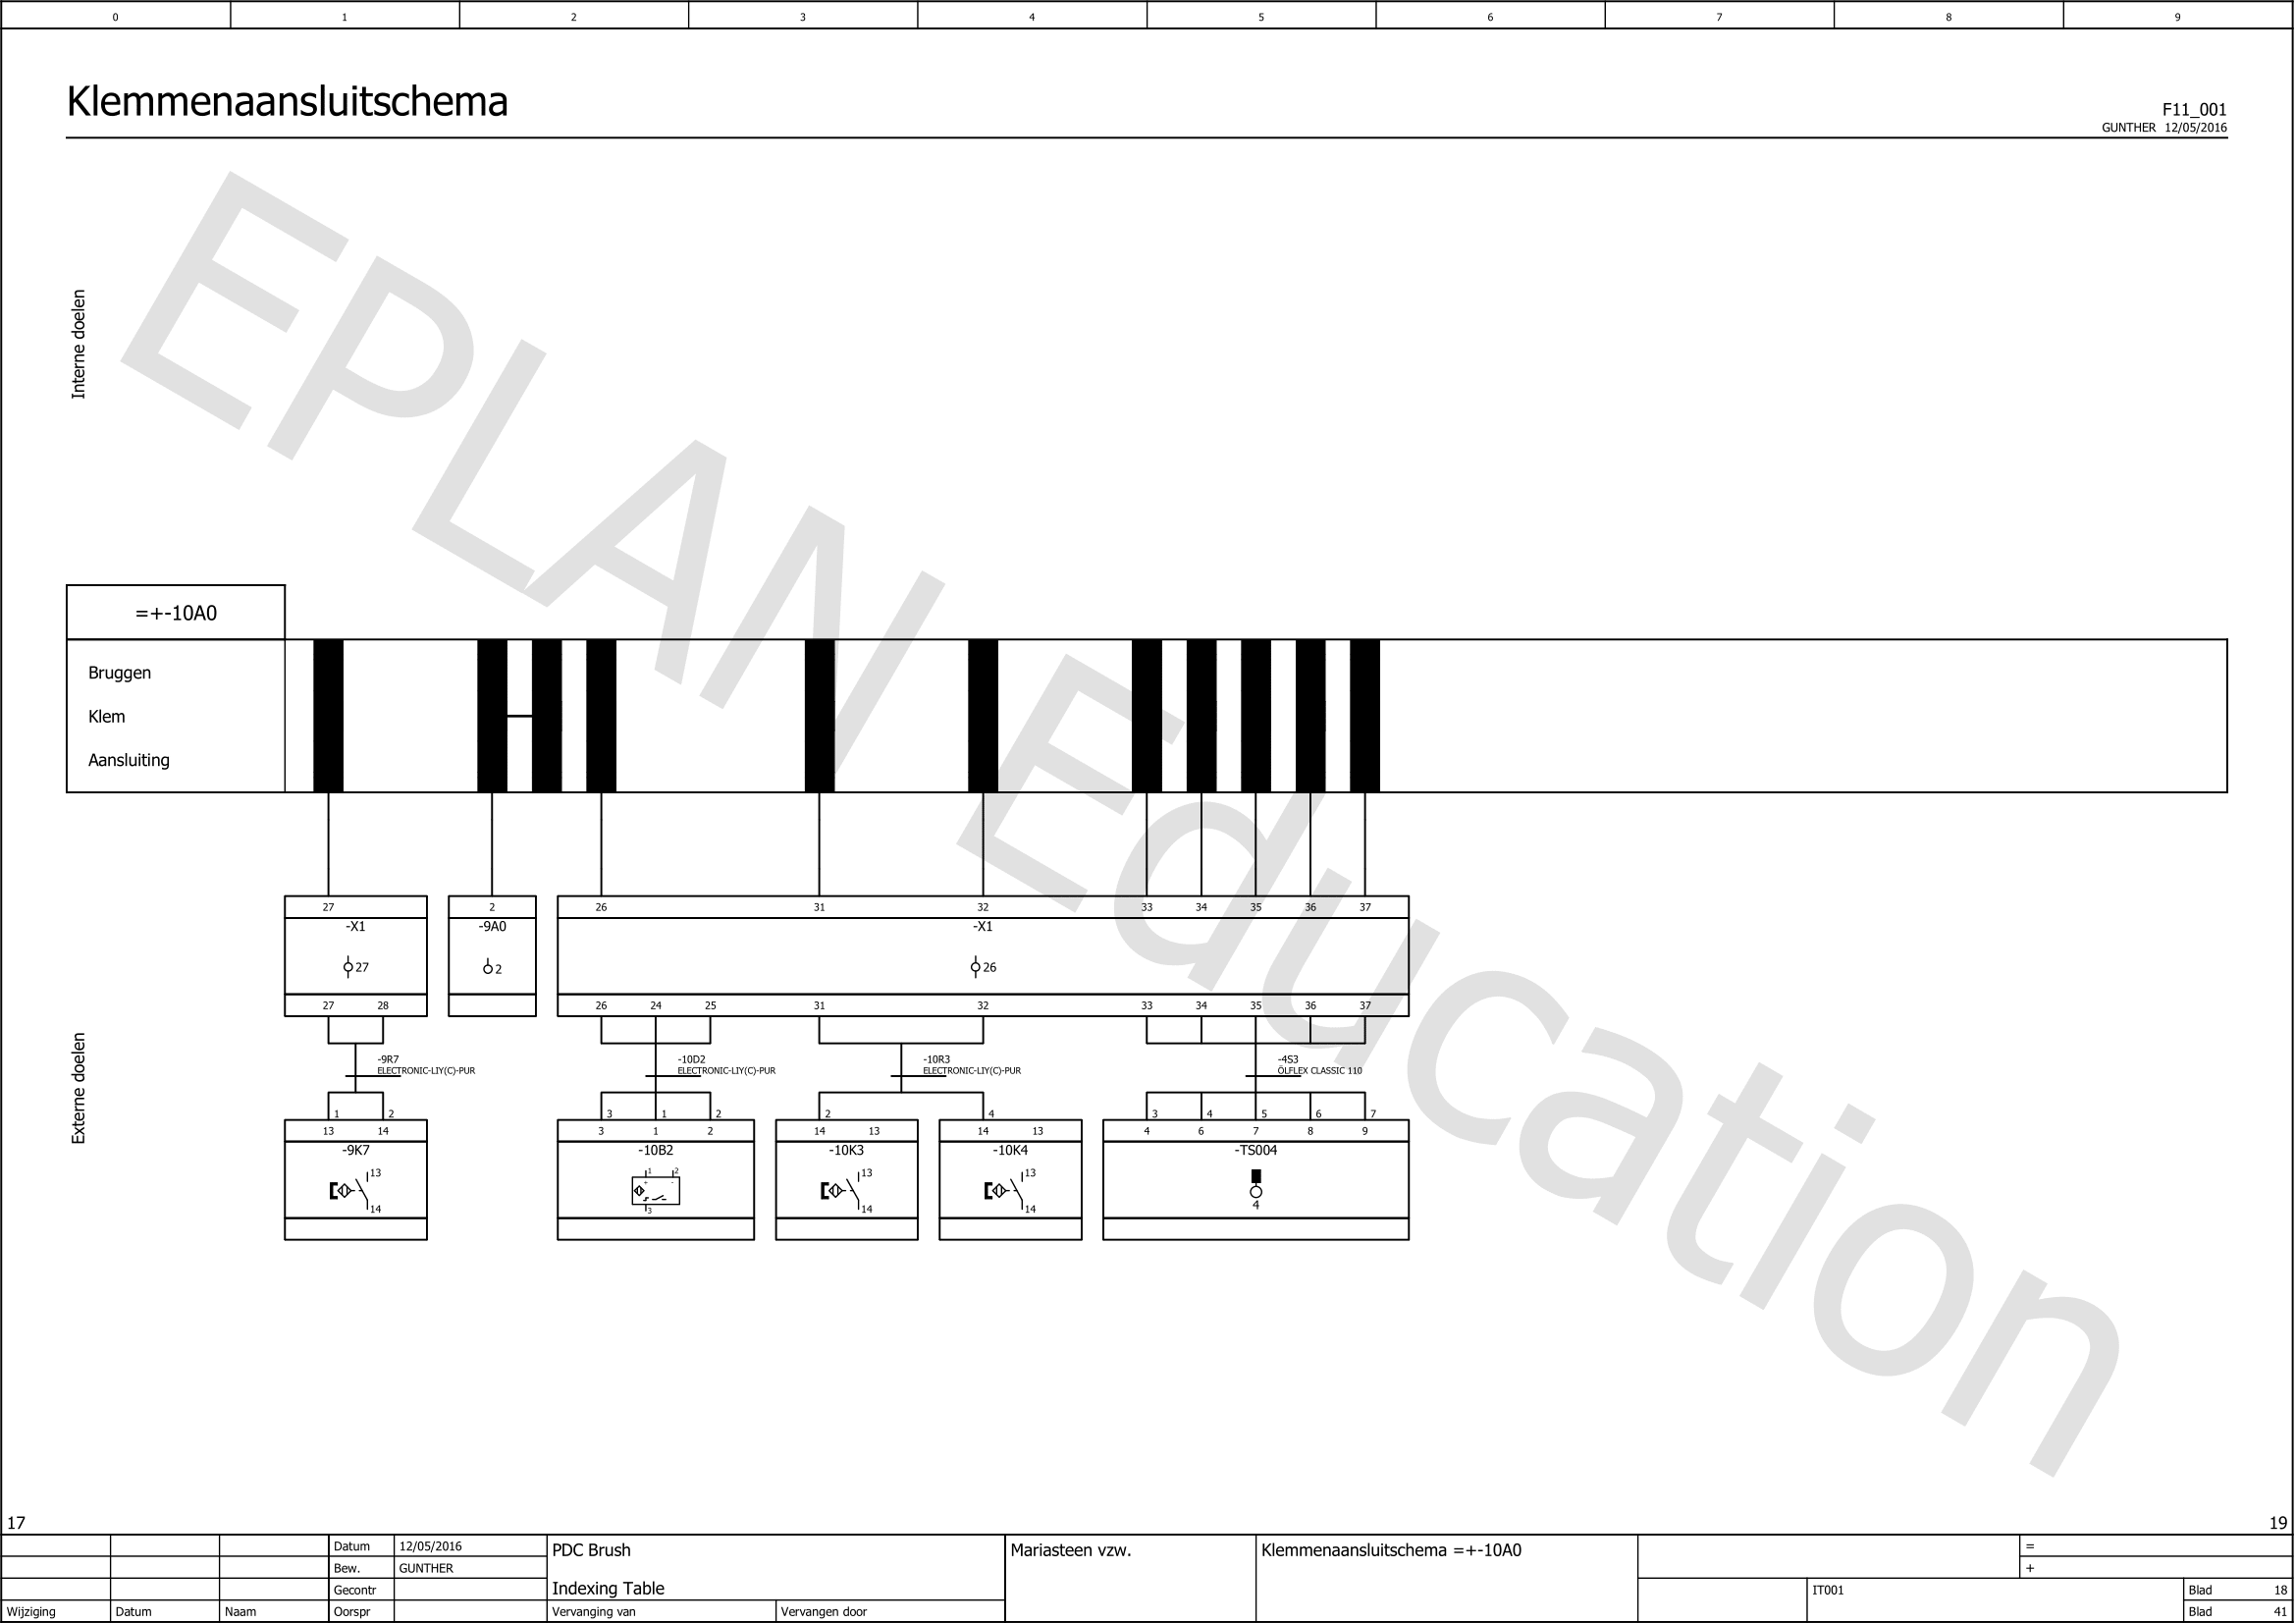 0 1 2 3 4 5 6 7 8 9
Klemmenaansluitschema
F11_001
GUNTHER 12/05/2016
EPLAN Education
Interne doelen
=+-10A0
Bruggen
Klem
Aansluiting
Externe doelen
27 2 26 31 32 33 34 35 36 37
-X1 -9A0 -X1
27 2 26
27 28 26 24 25 31 32 33 34 35 36 37
-9R7 -10D2 -10R3 -4S3
ELECTRONIC-LIY(C)-PUR ELECTRONIC-LIY(C)-PUR ELECTRONIC-LIY(C)-PUR ÖLFLEX CLASSIC 110
1 2 3 1 2 2 4 3 4 5 6 7
13 14 3 1 2 14 13 14 13 4 6 7 8 9
-9K7 -10B2 -10K3 -10K4 -TS004
13 1 2 13 13
+ -
14 3 14 14 4
17 19
Datum 12/05/2016 PDC Brush Mariasteen vzw. Klemmenaansluitschema =+-10A0 =
Bew. GUNTHER +
Gecontr Indexing Table IT001 Blad 18
Wijziging Datum Naam Oorspr Vervanging van Vervangen door Blad 41